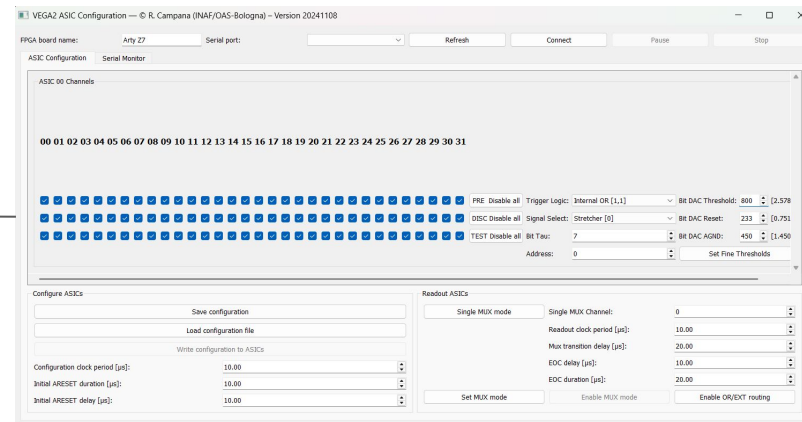 VEGA2 ASIC Configuration — © R. Campana (INAF/OAS-Bologna) – Version 20241108
FPGA board name: Arty Z7 Serial port: Refresh Connect Pause Stop
ASIC Configuration Serial Monitor
ASIC 00 Channels
00 01 02 03 04 05 06 07 08 09 10 11 12 13 14 15 16 17 18 19 20 21 22 23 24 25 26 27 28 29 30 31
PRE Disable all Trigger Logic: Internal OR [1,1] Bit DAC Threshold: 800 [2.578
DISC Disable all Signal Select: Stretcher [0] Bit DAC Reset: 233 [0.751
TEST Disable all Bit Tau: 7 Bit DAC AGND: 450 [1.450
Address: 0 Set Fine Thresholds
Configure ASICs Readout ASICs
Save configuration Single MUX mode Single MUX Channel: 0
Load configuration file Readout clock period [µs]: 10.00
Write configuration to ASICs Mux transition delay [µs]: 20.00
Configuration clock period [µs]: 10.00 EOC delay [µs]: 10.00
Initial ARESET duration [µs]: 10.00 EOC duration [µs]: 20.00
Initial ARESET delay [µs]: 10.00 Set MUX mode Enable MUX mode Enable OR/EXT routing